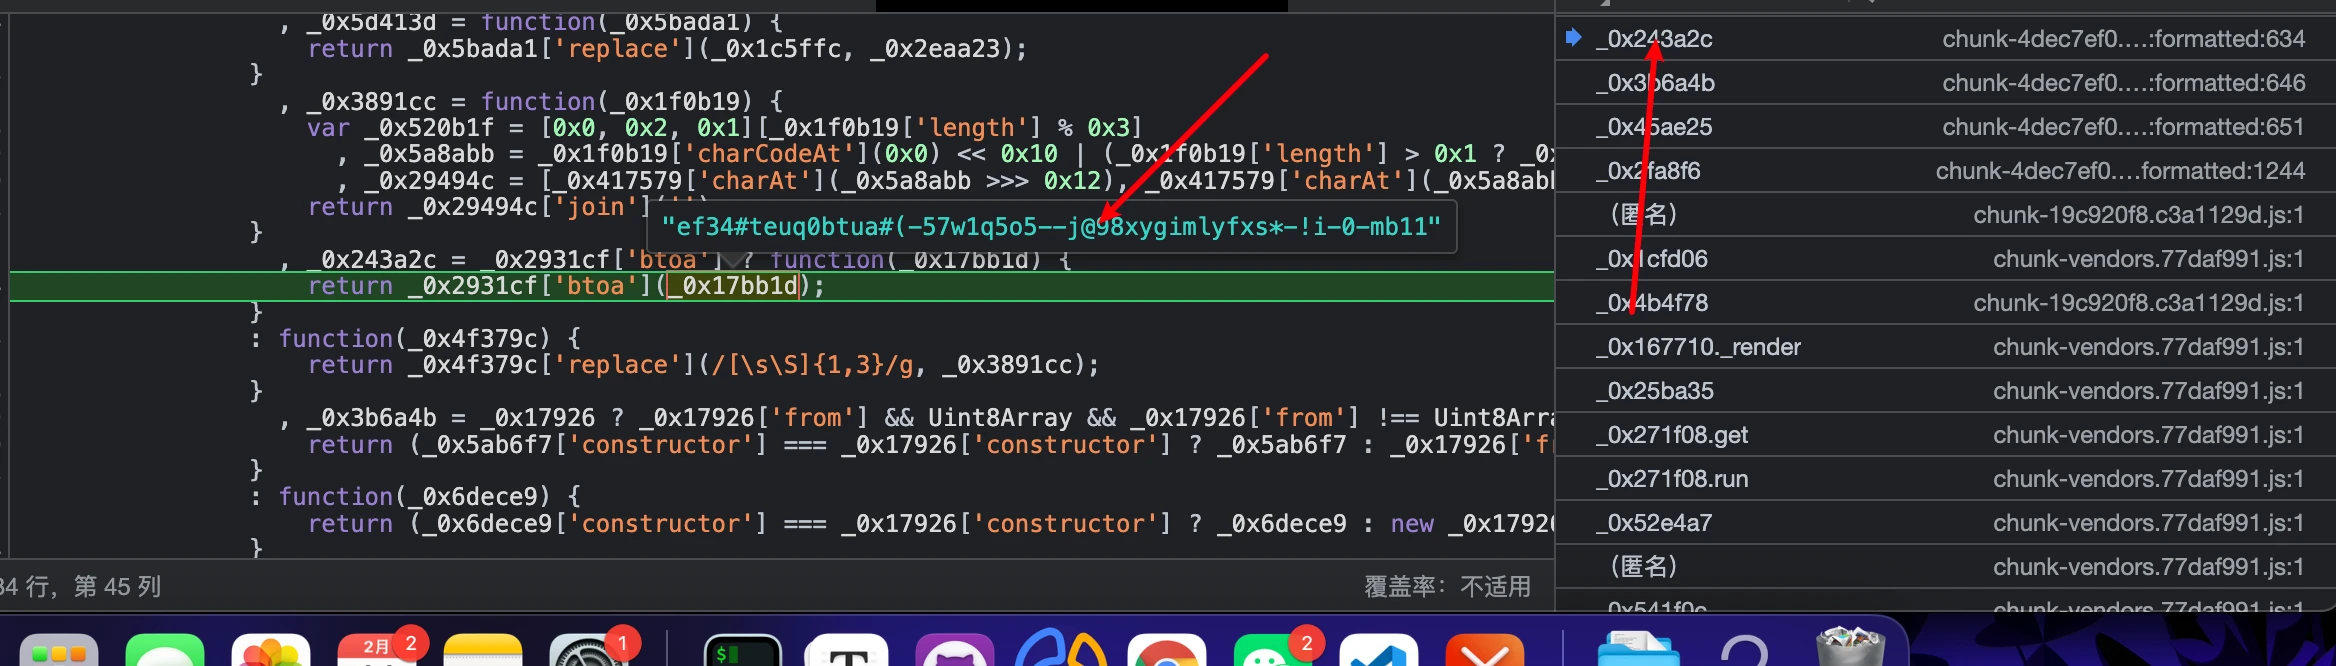 , _0x5d413d = function(_0x5bada1) {
return _0x5bada1['replace'](_0x1c5ffc, _0x2eaa23);
}
, _0x3891cc = function(_0x1f0b19) {
var _0x520b1f = [0x0, 0x2, 0x1][_0x1f0b19['length'] % 0x3]
, _0x5a8abb = _0x1f0b19['charCodeAt'](0x0) << 0x10 | (_0x1f0b19['length'] > 0x1 ? _0x
, _0x29494c = [_0x417579['charAt'](_0x5a8abb >>> 0x12), _0x417579['charAt'](_0x5a8abb
return _0x29494c['join']('')
"ef34#teuq0btua#(-57w1q5o5--j@98xygimlyfxs*-!i-0-mb11"
}
, _0x243a2c = _0x2931cf['btoa'] ? function(_0x17bb1d) {
return _0x2931cf['btoa'](_0x17bb1d);
}
: function(_0x4f379c) {
return _0x4f379c['replace'](/[\s\S]{1,3}/g, _0x3891cc);
}
, _0x3b6a4b = _0x17926 ? _0x17926['from'] && Uint8Array && _0x17926['from'] !== Uint8Arra
return (_0x5ab6f7['constructor'] === _0x17926['constructor'] ? _0x5ab6f7 : _0x17926['fr
}
: function(_0x6dece9) {
return (_0x6dece9['constructor'] === _0x17926['constructor'] ? _0x6dece9 : new _0x17926
}
34 行，第 45 列
覆盖率：不适用
_0x243a2c chunk-4dec7ef0.…:formatted:634
_0x3b6a4b chunk-4dec7ef0.…:formatted:646
_0x45ae25 chunk-4dec7ef0.…:formatted:651
_0x2fa8f6 chunk-4dec7ef0.…formatted:1244
（匿名） chunk-19c920f8.c3a1129d.js:1
_0x1cfd06 chunk-vendors.77daf991.js:1
_0x4b4f78 chunk-19c920f8.c3a1129d.js:1
_0x167710._render chunk-vendors.77daf991.js:1
_0x25ba35 chunk-vendors.77daf991.js:1
_0x271f08.get chunk-vendors.77daf991.js:1
_0x271f08.run chunk-vendors.77daf991.js:1
_0x52e4a7 chunk-vendors.77daf991.js:1
（匿名） chunk-vendors.77daf991.js:1
_0x541f0c chunk-vendors.77daf991.js:1
2月
2
1
$
T
2